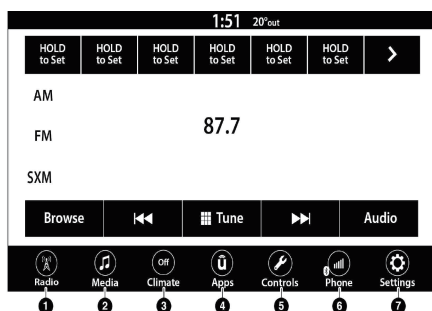 1:51 20°out
HOLD to Set HOLD to Set HOLD to Set HOLD to Set HOLD to Set HOLD to Set >
AM
87.7
FM
SXM
Browse Tune Audio
Off ū
Radio Media Climate Apps Controls Phone Settings
1 2 3 4 5 6 7